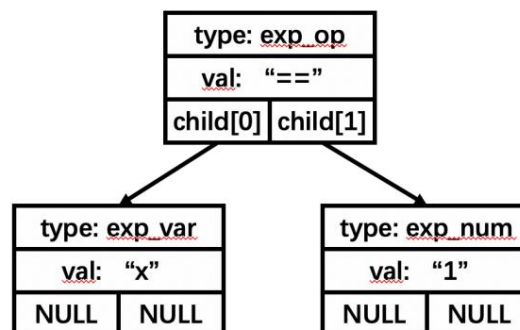 type: exp_op
val: “==”
child[0] child[1]
type: exp_var type: exp_num
val: “x” val: “1”
NULL NULL NULL NULL